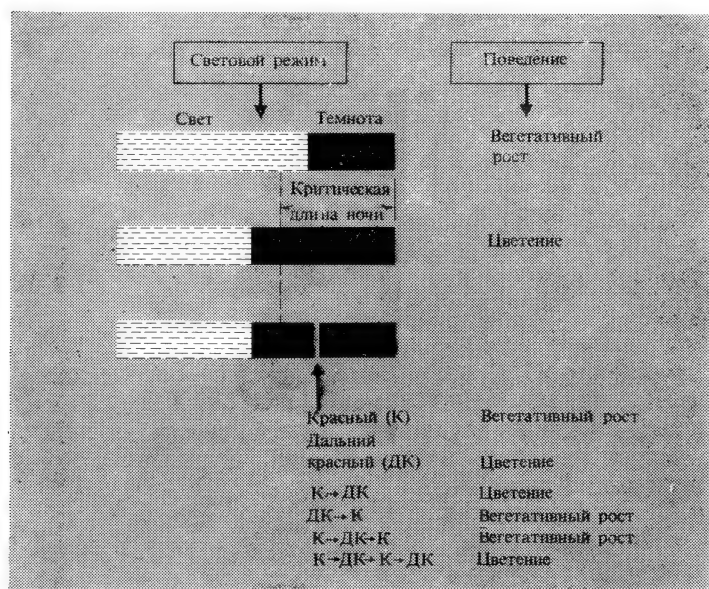 Световой режим
Поведение
Свет
Темнота
Вегетативный
рост
Критическая
длина ночи
Цветение
Красный (К)
Вегетативный рост
Дальний
красный (ДК)
Цветение
К→ДК
Цветение
ДК→К
Вегетативный рост
К→ДК→К
Вегетативный рост
К→ДК→К→ДК
Цветение